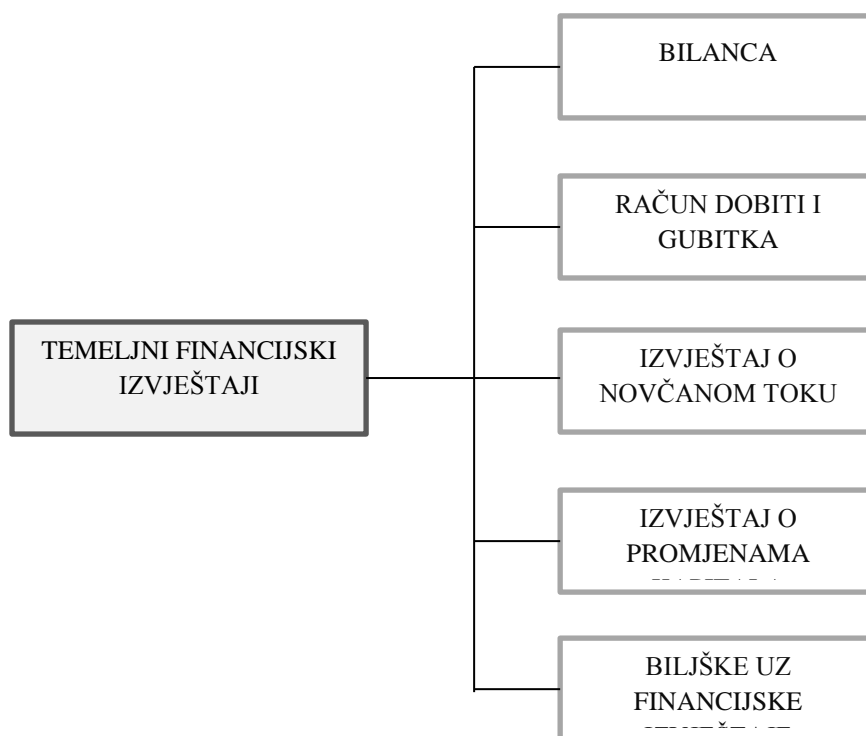 TEMELJNI FINANCIJSKI
IZVJEŠTAJI
BILANCA
RAČUN DOBITI I
GUBITKA
IZVJEŠTAJ O
NOVČANOM TOKU
IZVJEŠTAJ O
PROMJENAMA
BILJŠKE UZ
FINANCIJSKE